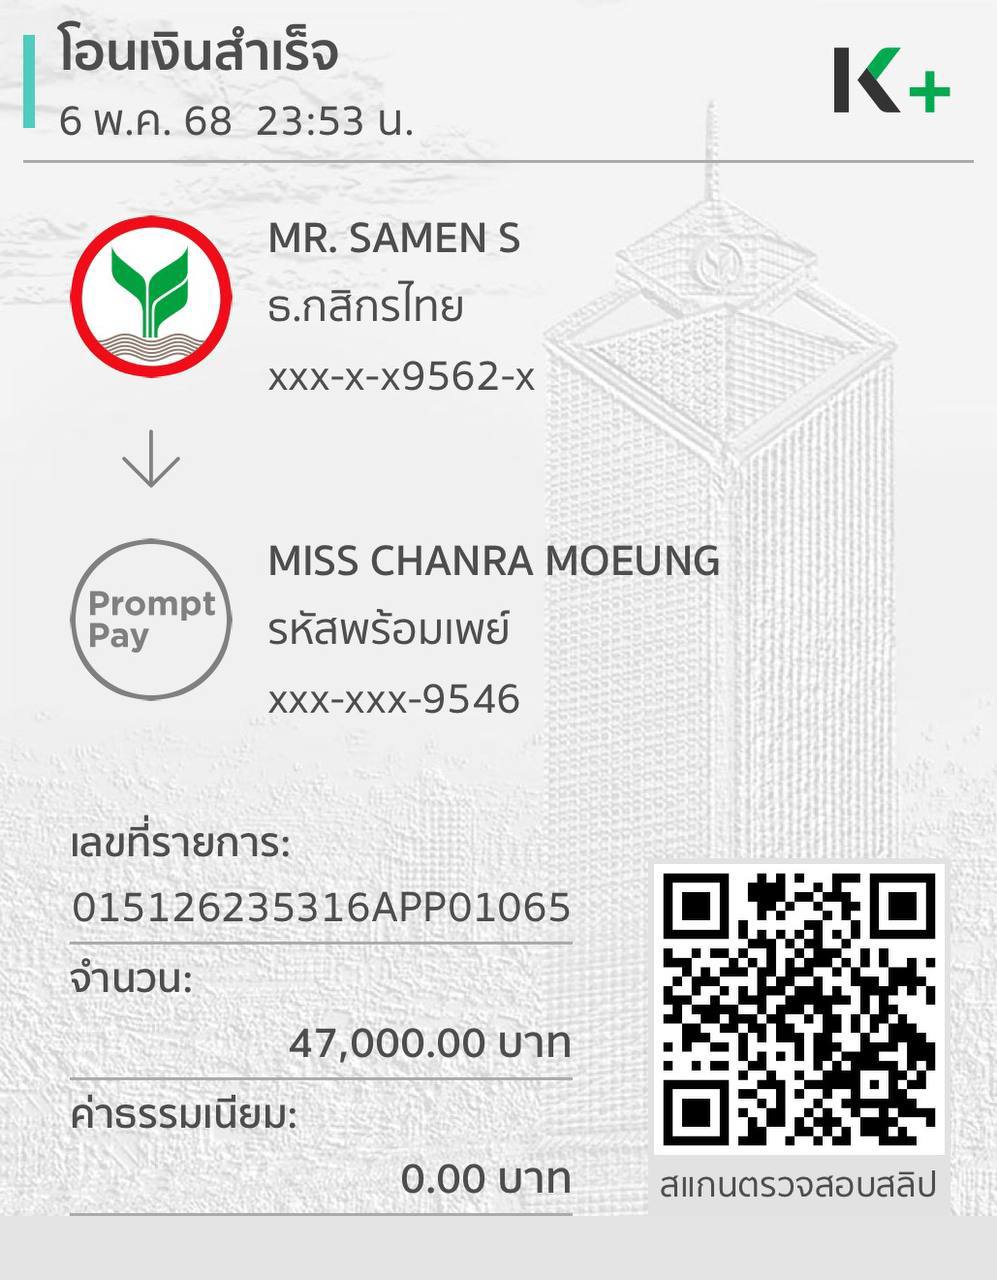 โอนเงินสำเร็จ
6 พ.ค. 68 23:53 น.
K+
MR. SAMEN S
ธ.กสิกรไทย
xxx-x-x9562-x
Prompt
Pay
MISS CHANRA MOEUNG
รหัสพร้อมเพย์
xxx-xxx-9546
เลขที่รายการ:
015126235316APP01065
จำนวน:
47,000.00 บาท
ค่าธรรมเนียม:
0.00 บาท
สแกนตรวจสอบสลิป